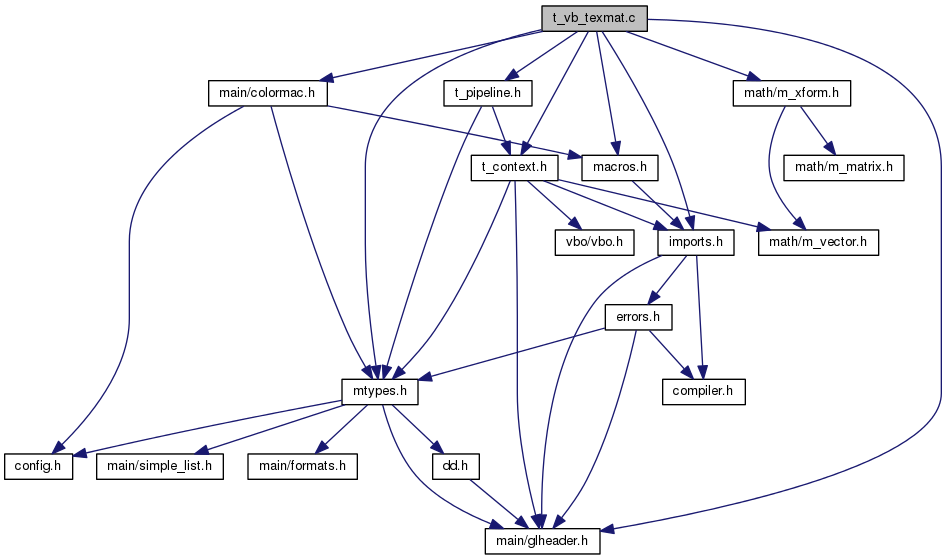 t_vb_texmat.c
main/colormac.h
t_pipeline.h
math/m_xform.h
t_context.h
macros.h
math/m_matrix.h
vbo/vbo.h
imports.h
math/m_vector.h
errors.h
mtypes.h
compiler.h
config.h
main/simple_list.h
main/formats.h
dd.h
main/glheader.h